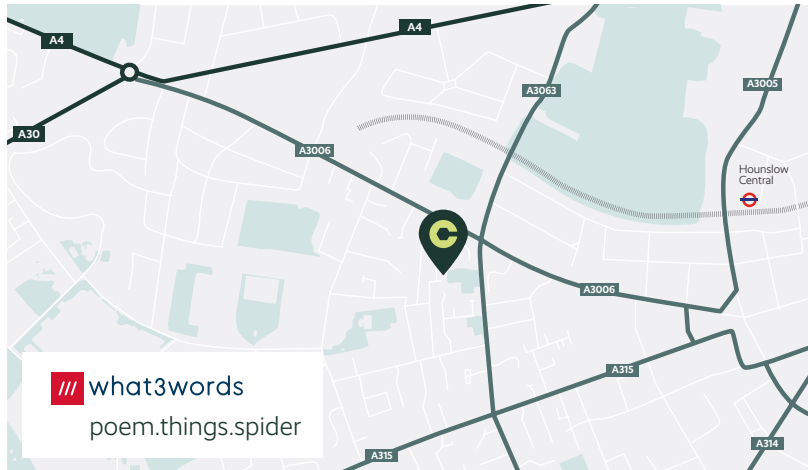 A4
A4
A30
A3006
A3063
A3005
Hounslow
Central
A3006
A315
A315
A314
what3words
poem.things.spider